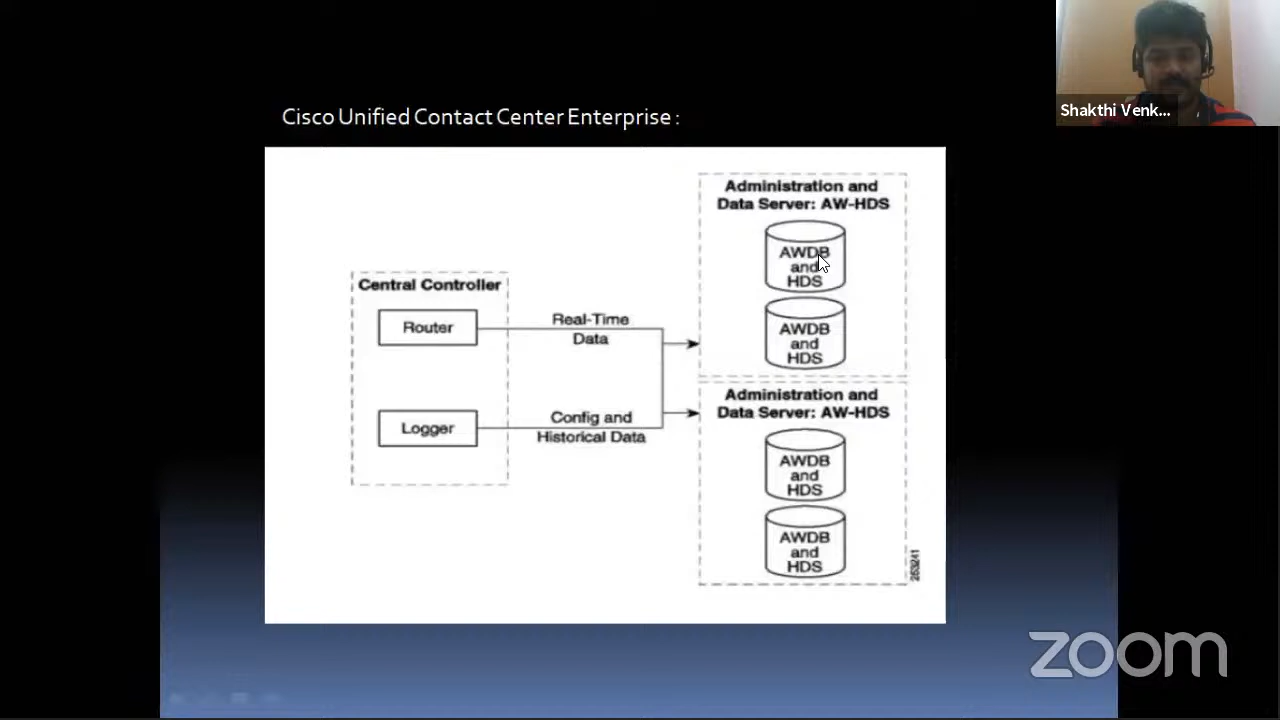 Shakthi Venk...
Cisco Unified Contact Center Enterprise :
Administration and
Data Server: AW-HDS
AWDB
and
HDS
AWDB
and
HDS
Central Controller
Router
Real-Time
Data
Logger
Config and
Historical Data
Administration and
Data Server: AW-HDS
AWDB
and
HDS
AWDB
and
HDS
253241
zoom